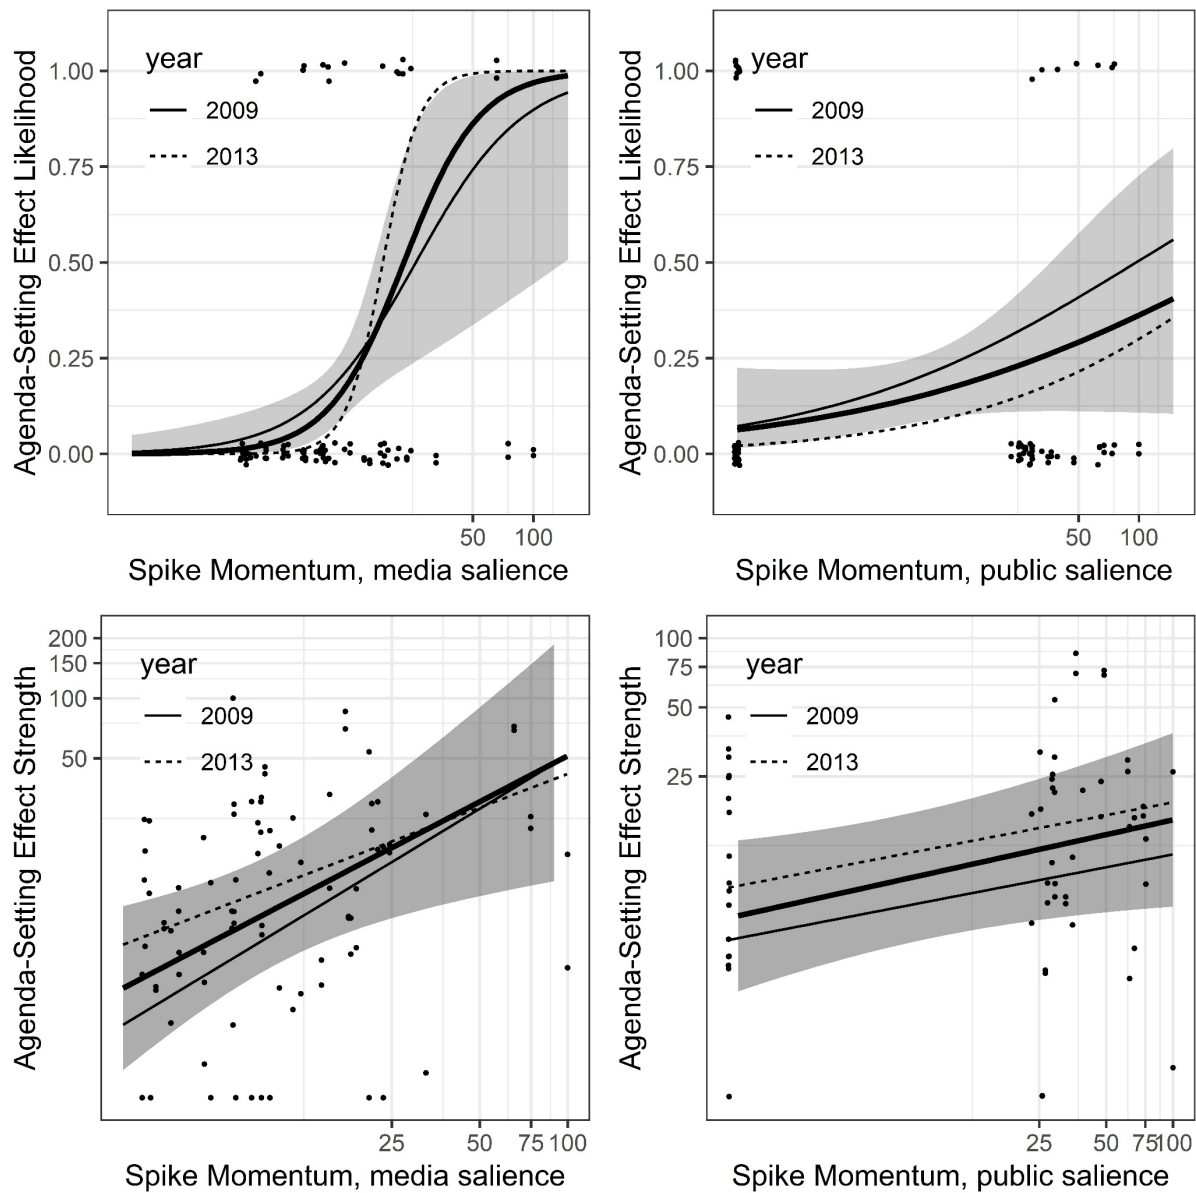 Agenda-Setting Effect Likelihood
1.00
0.75
0.50
0.25
0.00
year
2009
2013
50 100
Spike Momentum, media salience
Agenda-Setting Effect Likelihood
1.00
0.75
0.50
0.25
0.00
year
2009
2013
50 100
Spike Momentum, public salience
Agenda-Setting Effect Strength
200
150
100
50
year
2009
2013
25 50 75 100
Spike Momentum, media salience
Agenda-Setting Effect Strength
100
75
50
25
year
2009
2013
25 50 75 100
Spike Momentum, public salience